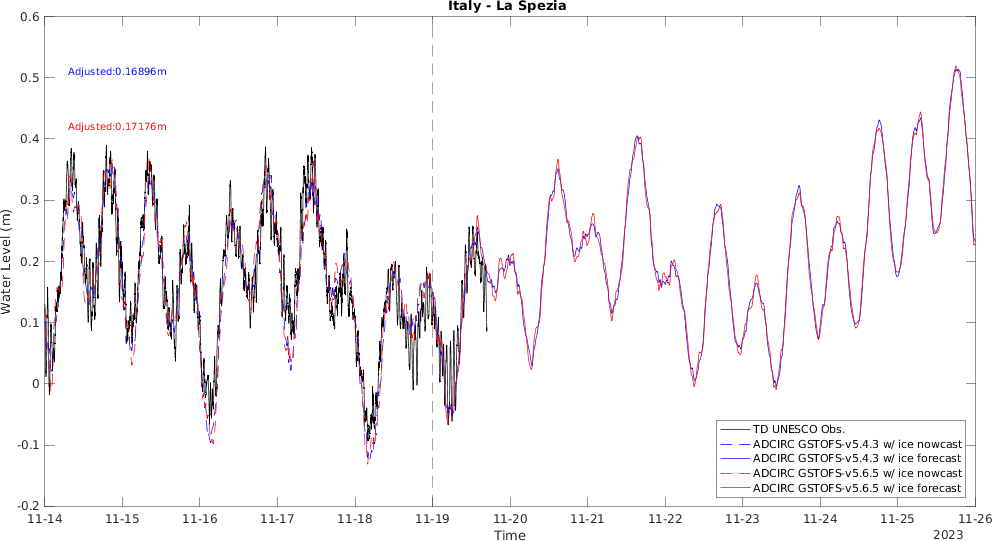 Italy - La Spezia
0.6
0.5
0.4
0.3
0.2
0.1
0
-0.1
-0.2
Water Level (m)
Adjusted:0.16896m
Adjusted:0.17176m
TD UNESCO Obs.
ADCIRC GSTOFS-v5.4.3 w/ ice nowcast
ADCIRC GSTOFS-v5.4.3 w/ ice forecast
ADCIRC GSTOFS-v5.6.5 w/ ice nowcast
ADCIRC GSTOFS-v5.6.5 w/ ice forecast
11-14 11-15 11-16 11-17 11-18 11-19 11-20 11-21 11-22 11-23 11-24 11-25 11-26
Time
2023